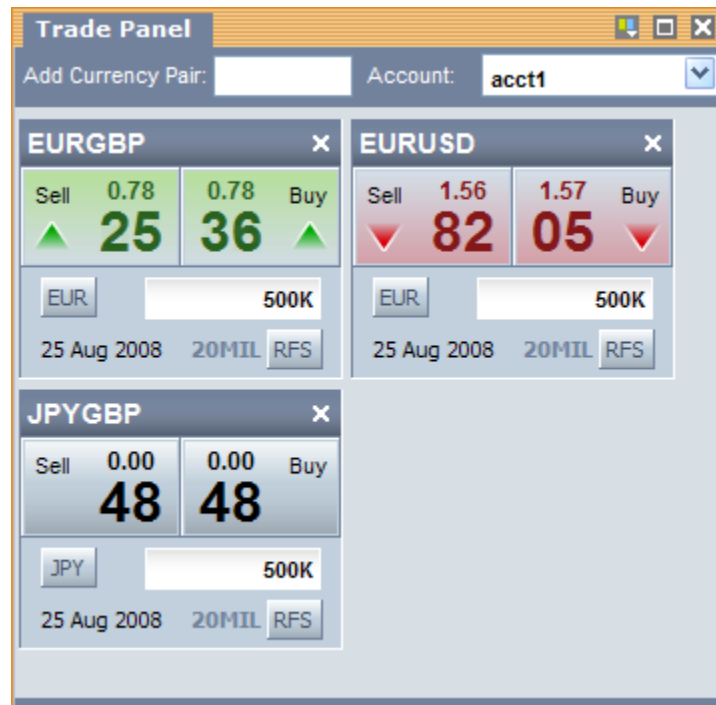 Trade Panel
Add Currency Pair: Account: acct1
EURGBP
Sell 0.78 25
0.78 36 Buy
EUR 500K
25 Aug 2008 20MIL RFS
EURUSD
Sell 1.56 82
1.57 05 Buy
EUR 500K
25 Aug 2008 20MIL RFS
JPYGBP
Sell 0.00 48
0.00 48 Buy
JPY 500K
25 Aug 2008 20MIL RFS